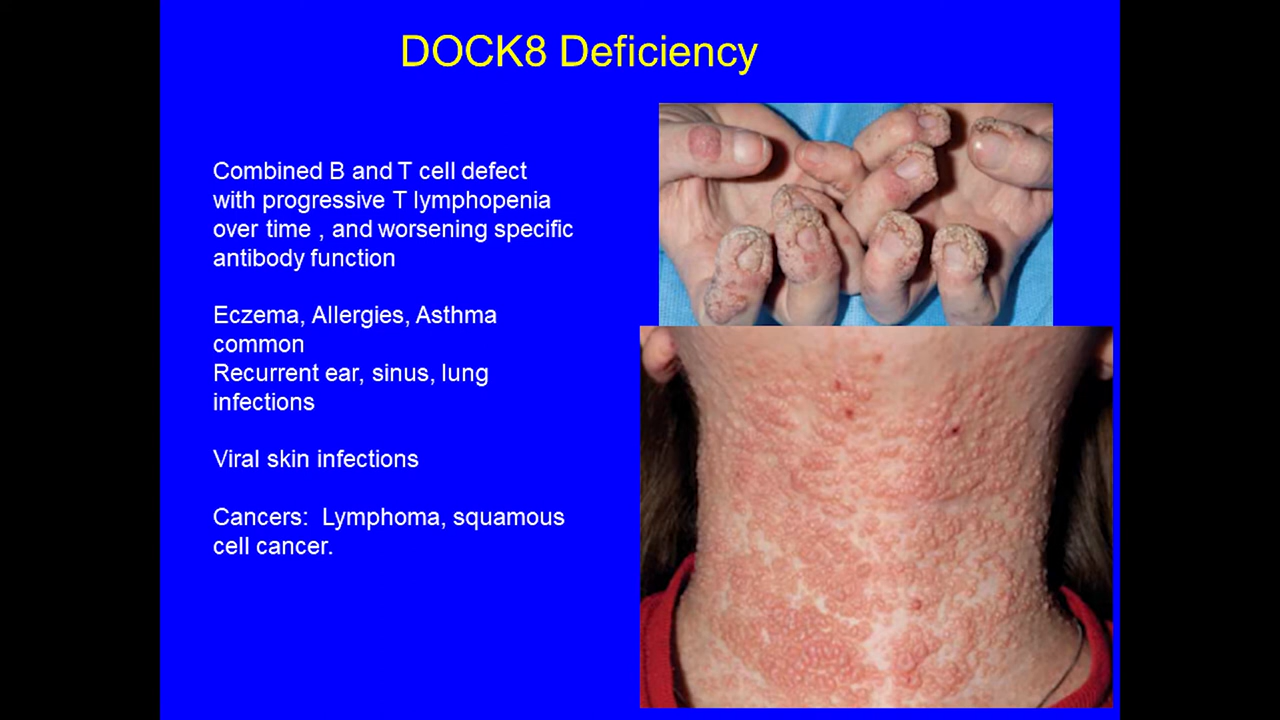 DOCK8 Deficiency
Combined B and T cell defect
with progressive T lymphopenia
over time , and worsening specific
antibody function
Eczema, Allergies, Asthma
common
Recurrent ear, sinus, lung
infections
Viral skin infections
Cancers:  Lymphoma, squamous
cell cancer.